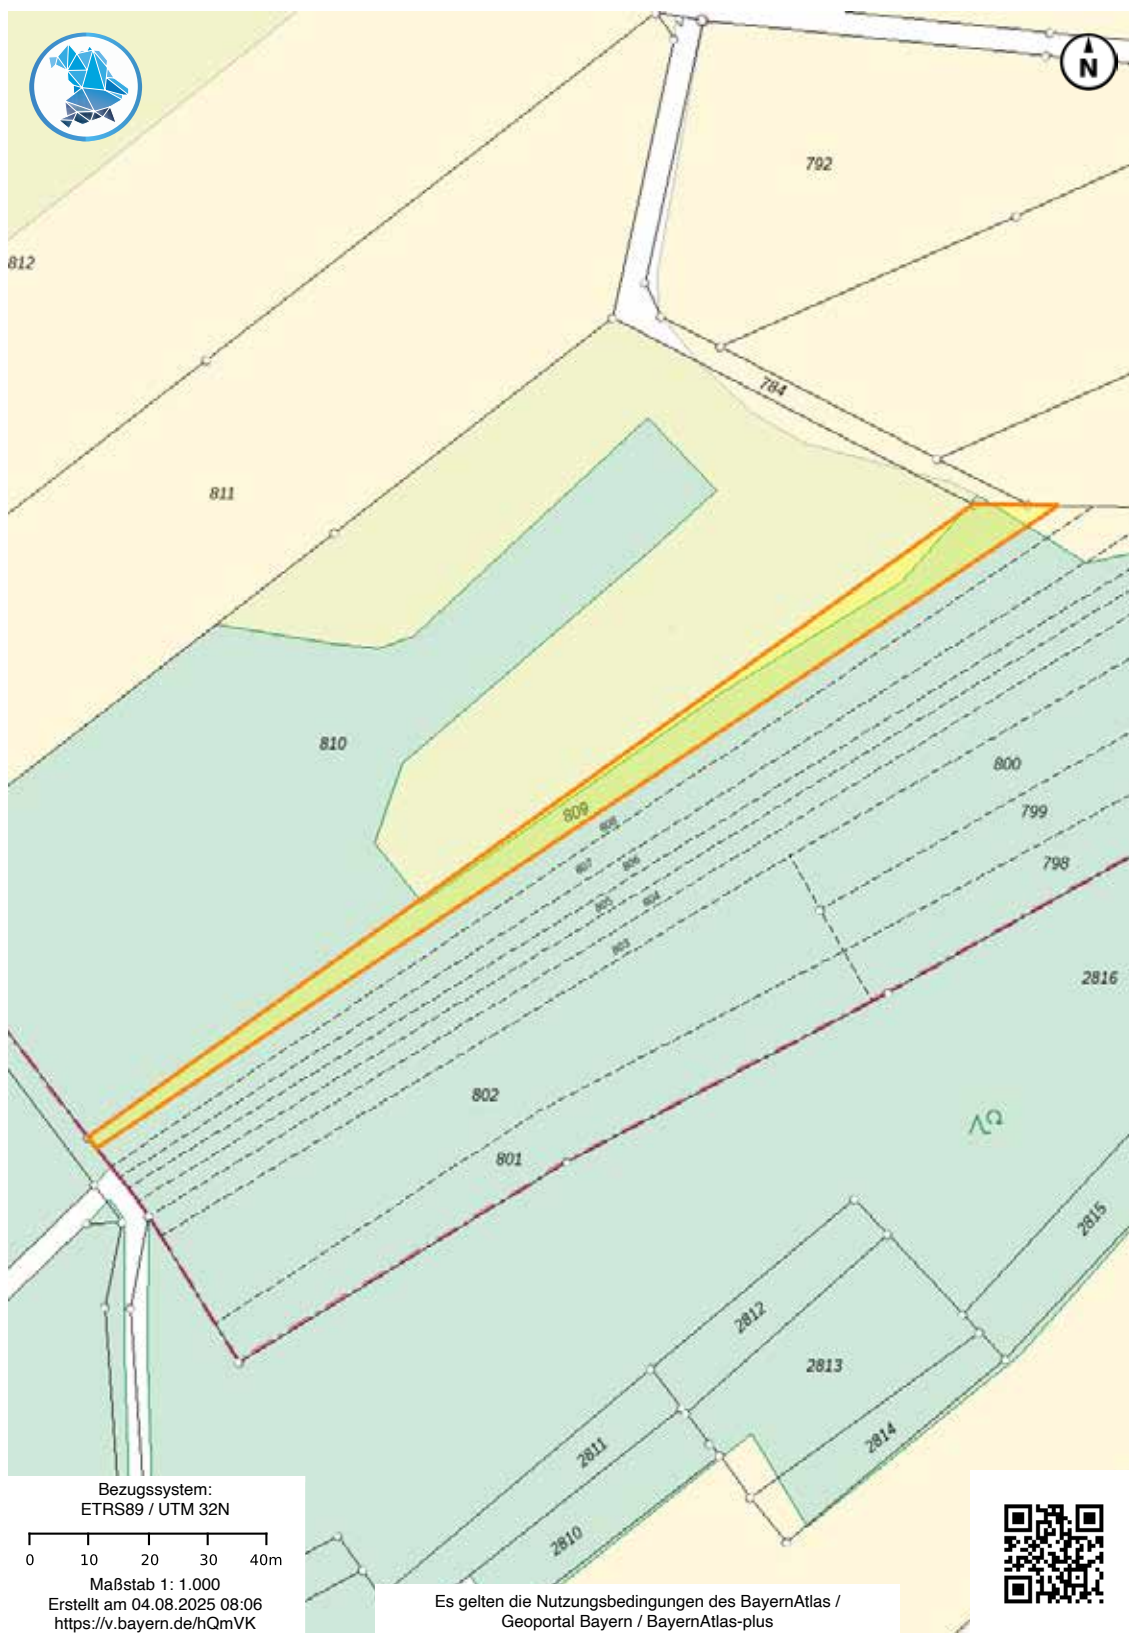 N
792
812
784
811
810
809
808
807
806
800
799
805
804
798
803
2816
802
801
2815
2812
2813
2814
2811
2810
Bezugssystem:
ETRS89 / UTM 32N
0 10 20 30 40m
Maßstab 1: 1.000
Erstellt am 04.08.2025 08:06
https://v.bayern.de/hQmVK
Es gelten die Nutzungsbedingungen des BayernAtlas /
Geoportal Bayern / BayernAtlas-plus